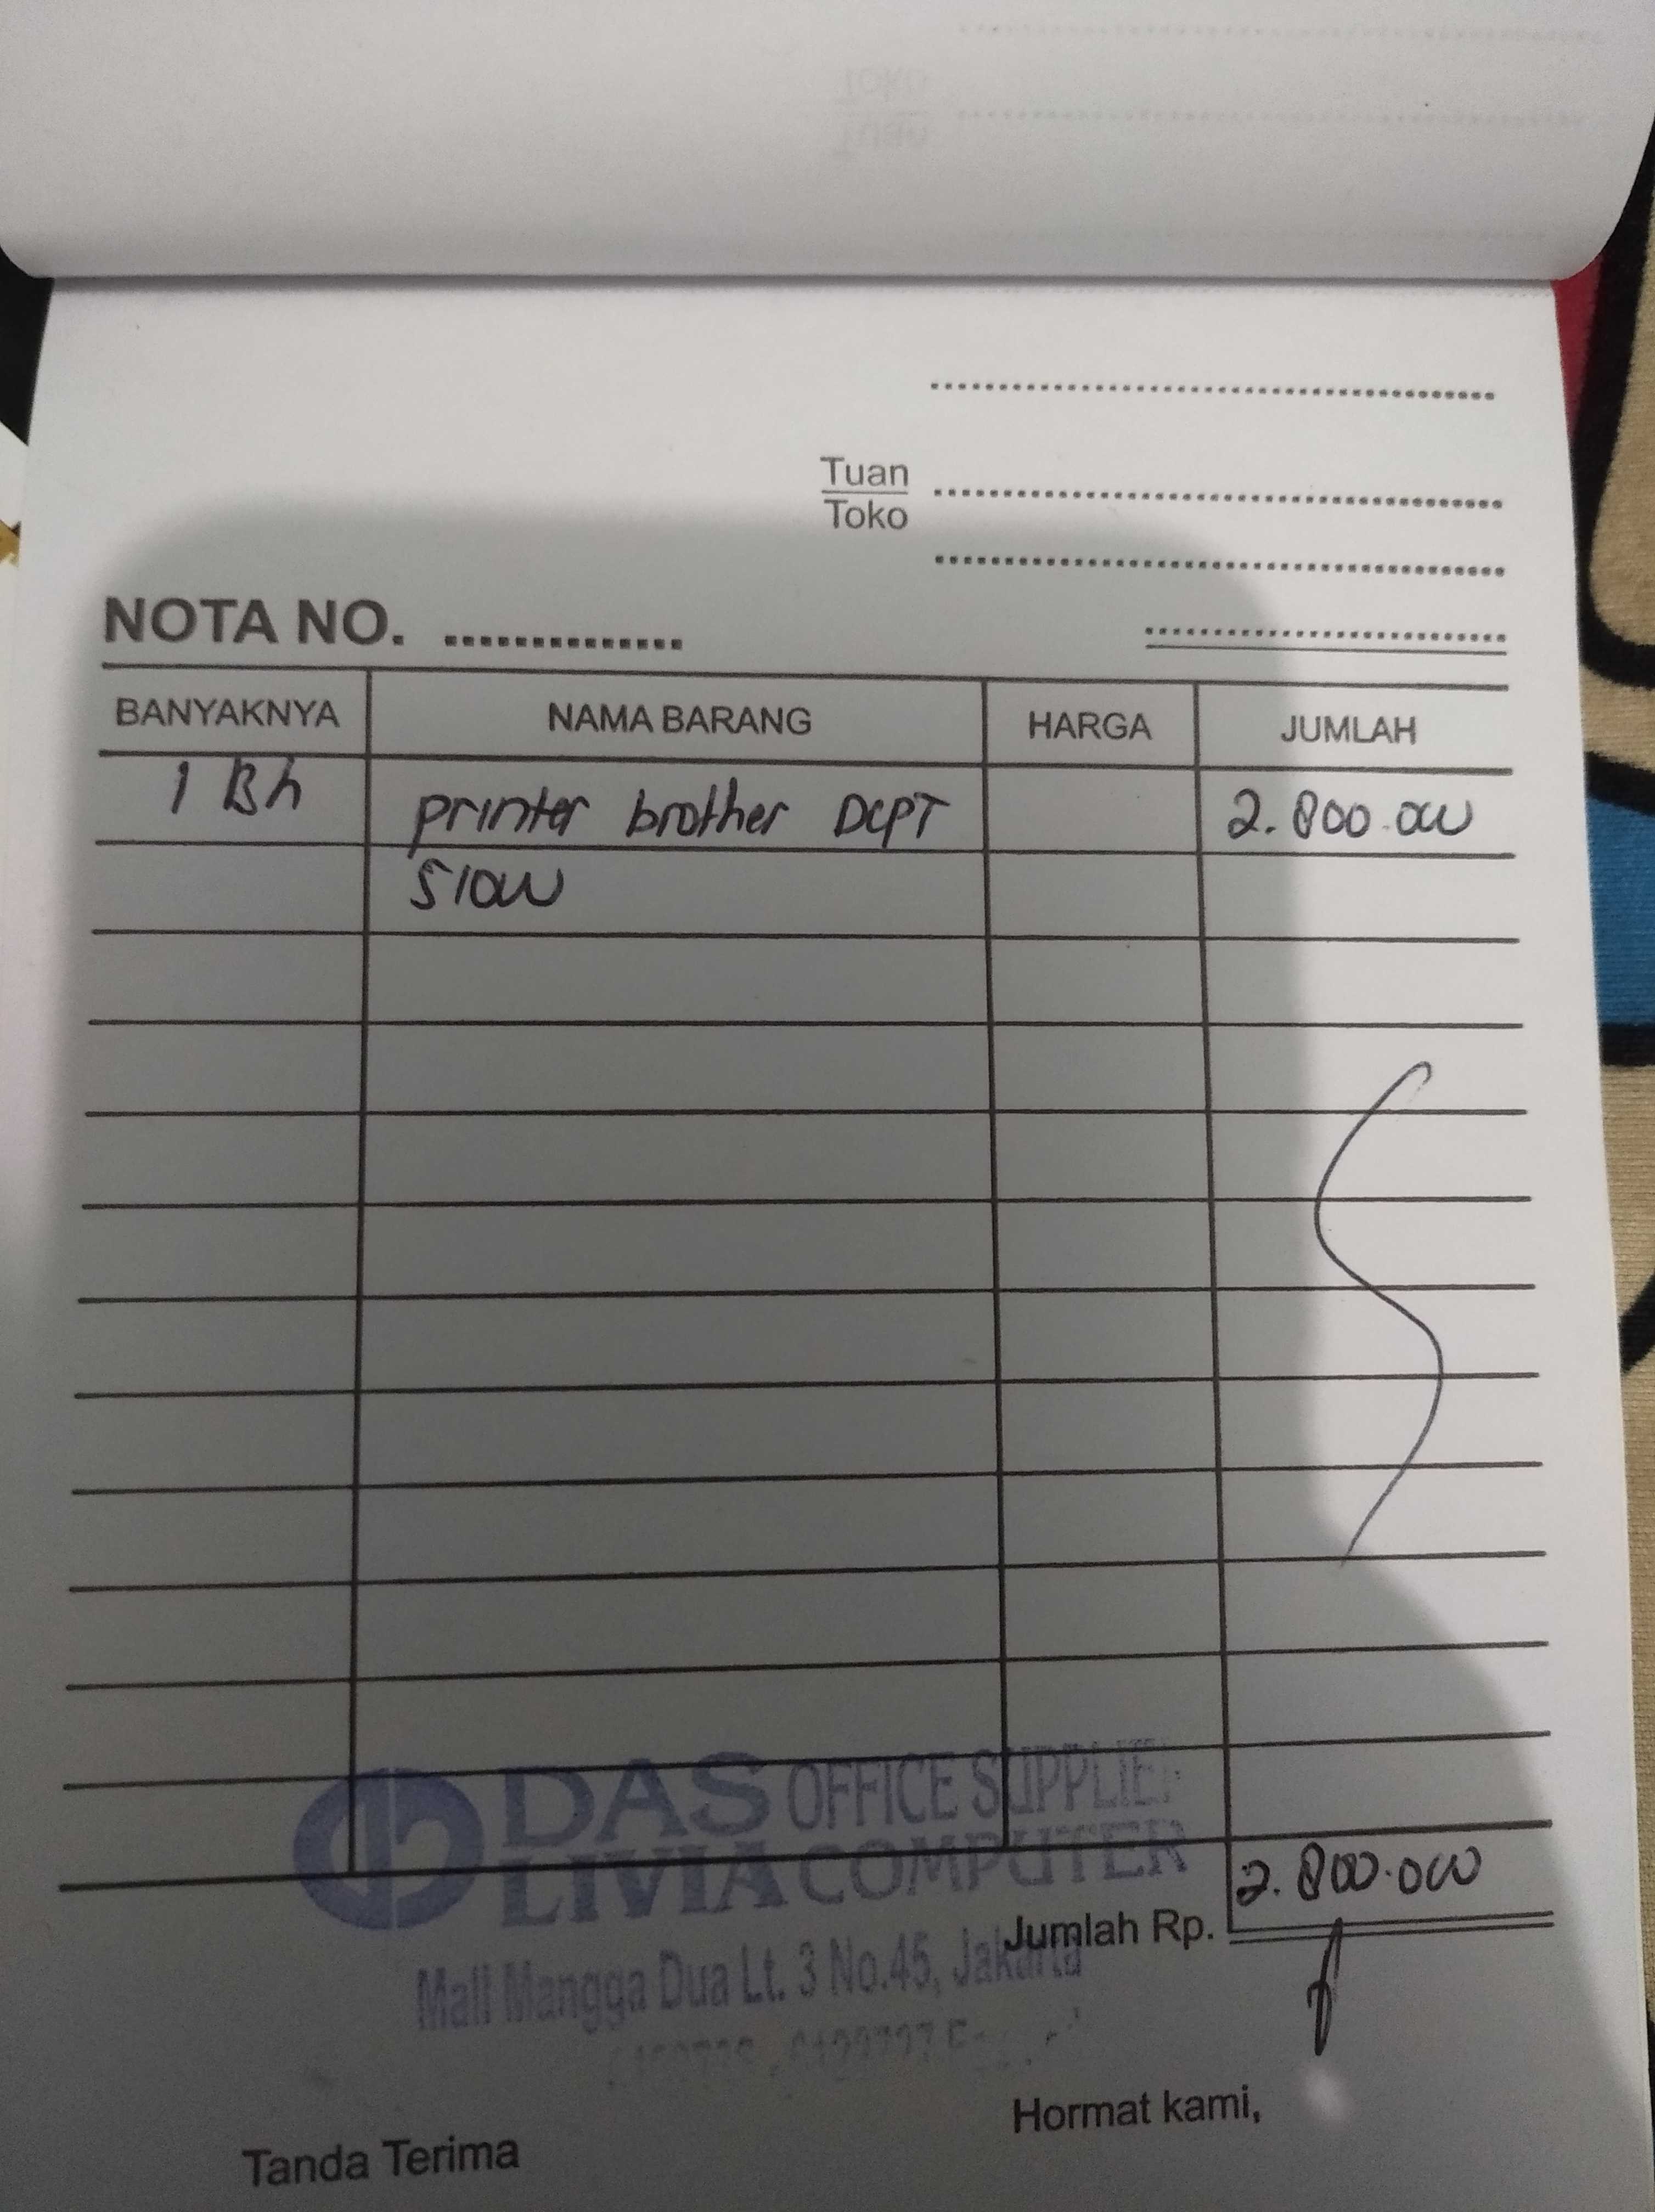 Tuan
Toko
NOTA NO.
BANYAKNYA NAMA BARANG HARGA JUMLAH
1 Bh printer brother DCPT 2.800.000
510W
DAS OFFICE SUPPLIE
LIVIA COMPUTER
2.800.000
Jumlah Rp.
Mall Mangga Dua Lt. 3 No.45, Jakarta
Hormat kami,
Tanda Terima